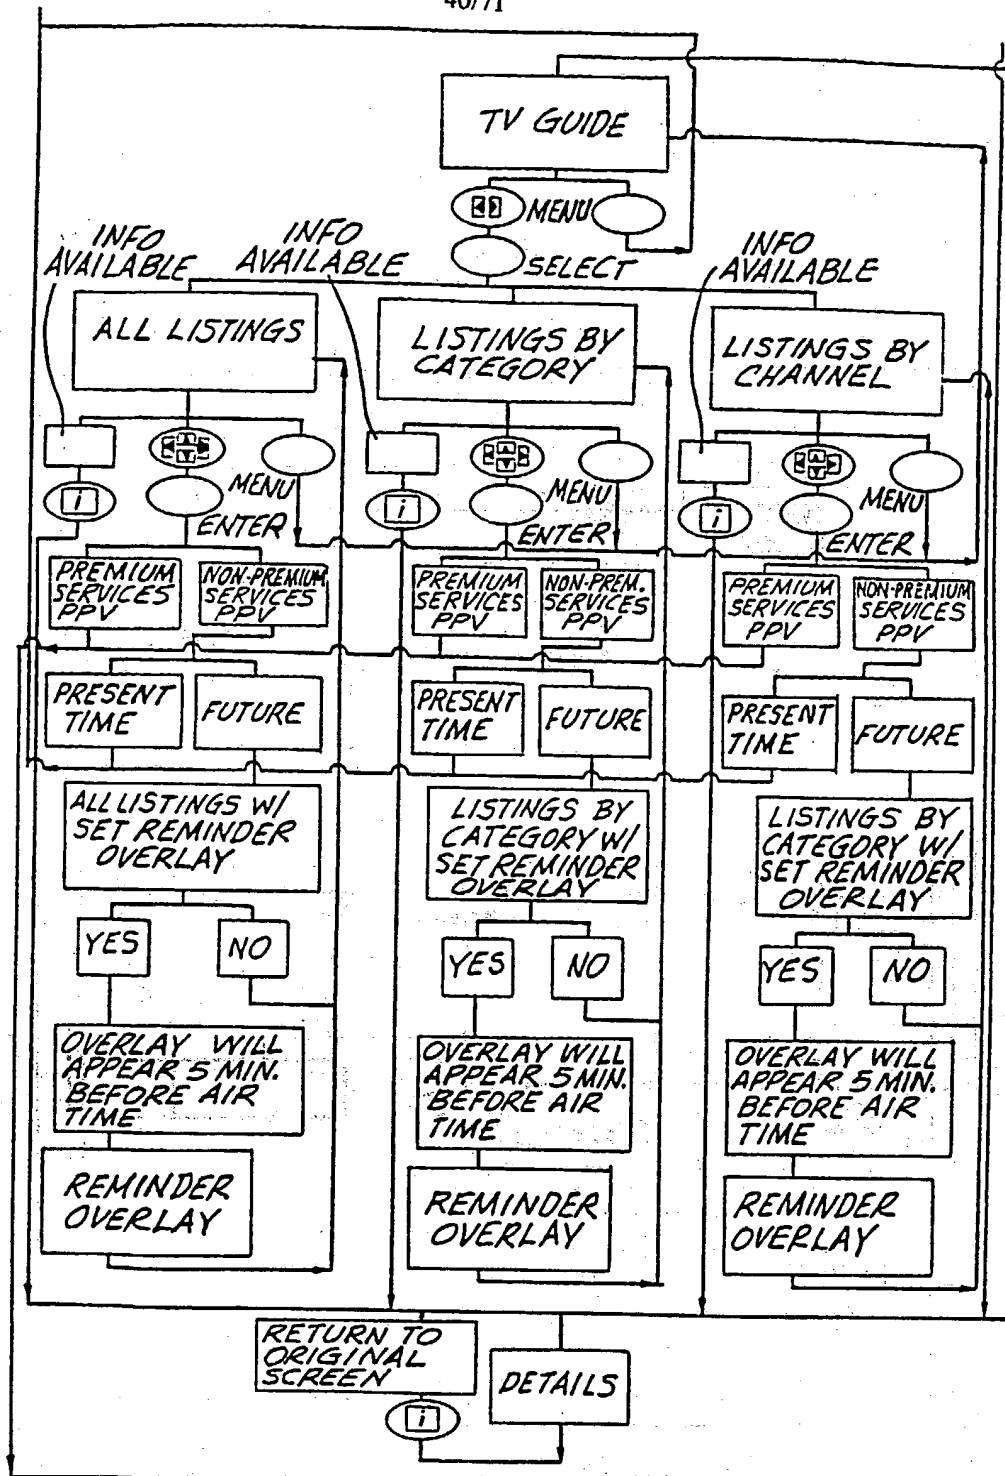 40/71
TV GUIDE
MENU
SELECT
INFO
AVAILABLE
INFO
AVAILABLE
INFO
AVAILABLE
ALL LISTINGS
LISTINGS BY
CATEGORY
LISTINGS BY
CHANNEL
i
MENU
ENTER
i
MENU
ENTER
i
MENU
ENTER
PREMIUM
SERVICES
PPV
NON-PREMIUM
SERVICES
PPV
PREMIUM
SERVICES
PPV
NON-PREM.
SERVICES
PPV
PREMIUM
SERVICES
PPV
NON-PREMIUM
SERVICES
PPV
PRESENT
TIME
FUTURE
PRESENT
TIME
FUTURE
PRESENT
TIME
FUTURE
ALL LISTINGS W/
SET REMINDER
OVERLAY
LISTINGS BY
CATEGORY W/
SET REMINDER
OVERLAY
LISTINGS BY
CATEGORY W/
SET REMINDER
OVERLAY
YES
NO
YES
NO
YES
NO
OVERLAY WILL
APPEAR 5 MIN.
BEFORE AIR
TIME
OVERLAY WILL
APPEAR 5 MIN.
BEFORE AIR
TIME
OVERLAY WILL
APPEAR 5 MIN.
BEFORE AIR
TIME
REMINDER
OVERLAY
REMINDER
OVERLAY
REMINDER
OVERLAY
RETURN TO
ORIGINAL
SCREEN
i
DETAILS